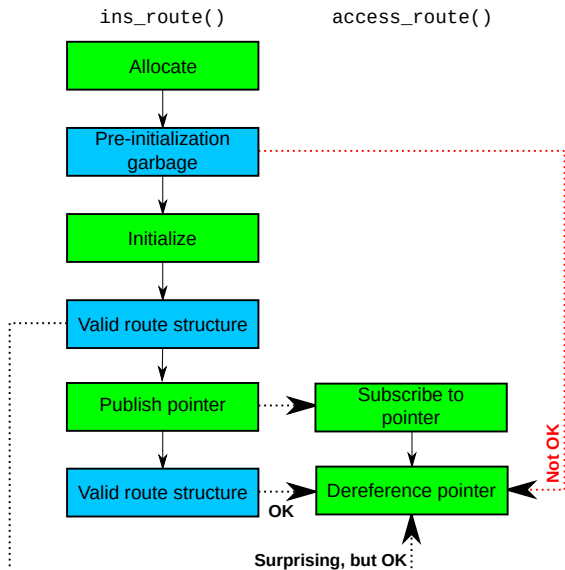 ins_route() access_route()
Allocate
Pre-initialization
garbage
Initialize
Valid route structure
Publish pointer
Subscribe to
pointer
Not OK
Valid route structure
Dereference pointer
OK
Surprising, but OK